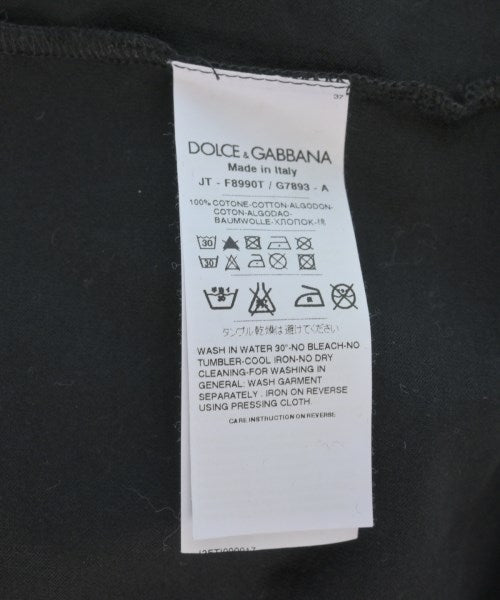 37
DOLCE & GABBANA
Made in Italy
JT - F8990T / G7893 - A
100% COTONE-COTTON-ALGODON-
COTON-ALGODAO-
BAUMWOLLE-ХЛОПОК-綿
30
30
タンブル乾燥は避けてください
WASH IN WATER 30°-NO BLEACH-NO
TUMBLER-COOL IRON-NO DRY
CLEANING-FOR WASHING IN
GENERAL: WASH GARMENT
SEPARATELY . IRON ON REVERSE
USING PRESSING CLOTH.
CARE INSTRUCTION ON REVERSE